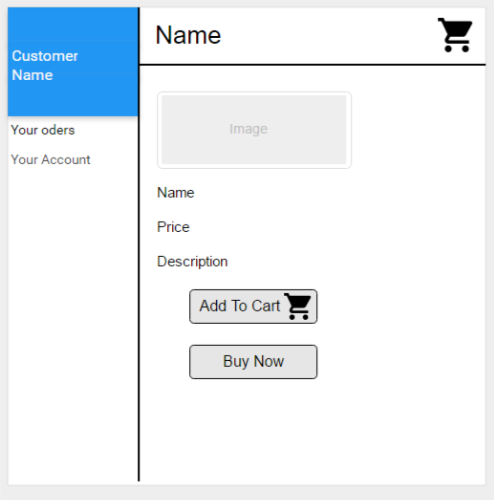 Customer
Name
Your oders
Your Account
Name
Image
Name
Price
Description
Add To Cart
Buy Now